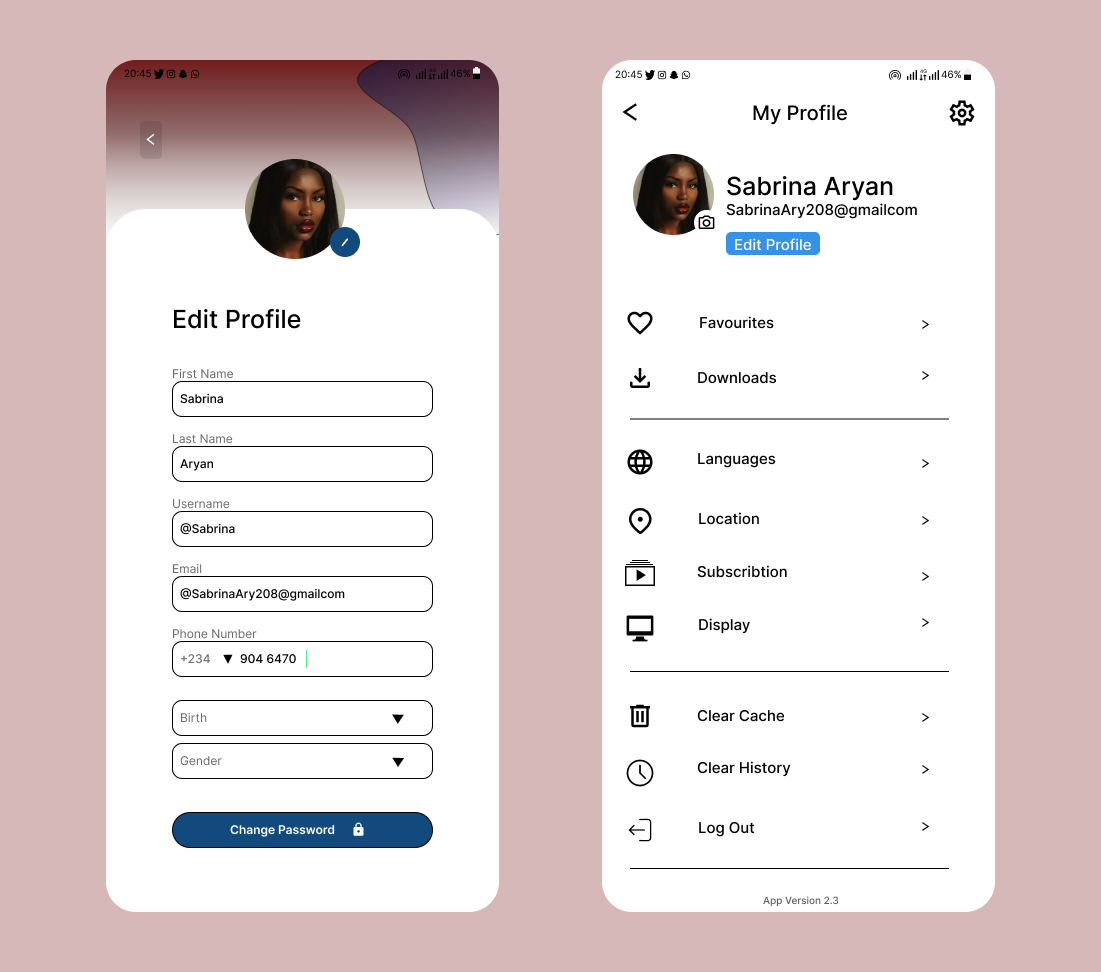 20:45
46%
Edit Profile
First Name
Sabrina
Last Name
Aryan
Username
@Sabrina
Email
@SabrinaAry208@gmailcom
Phone Number
+234 904 6470
Birth
Gender
Change Password
20:45
4G
46%
My Profile
Sabrina Aryan
SabrinaAry208@gmailcom
Edit Profile
Favourites
Downloads
Languages
Location
Subscribtion
Display
Clear Cache
Clear History
Log Out
App Version 2.3